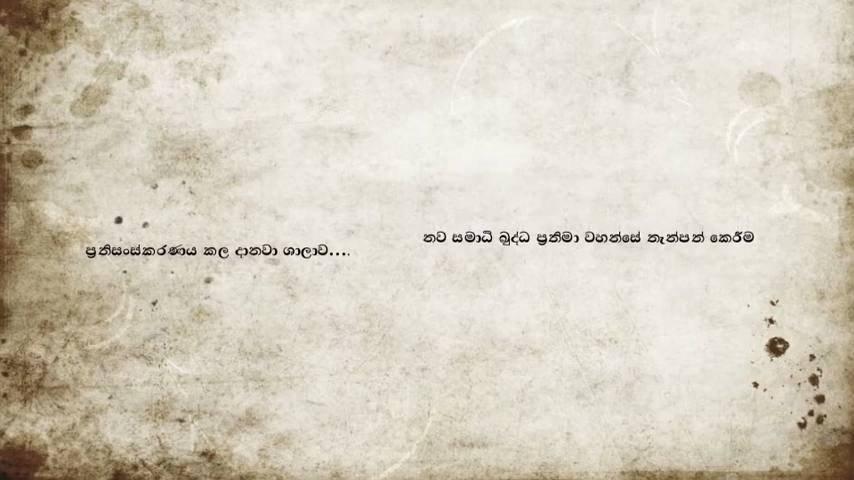 ප්‍රතිසංස්කරණය කල දානවා ශාලාව....
නව සමාධි බුද්ධ ප්‍රතිමා වහන්සේ තැන්පත් කෙරීම